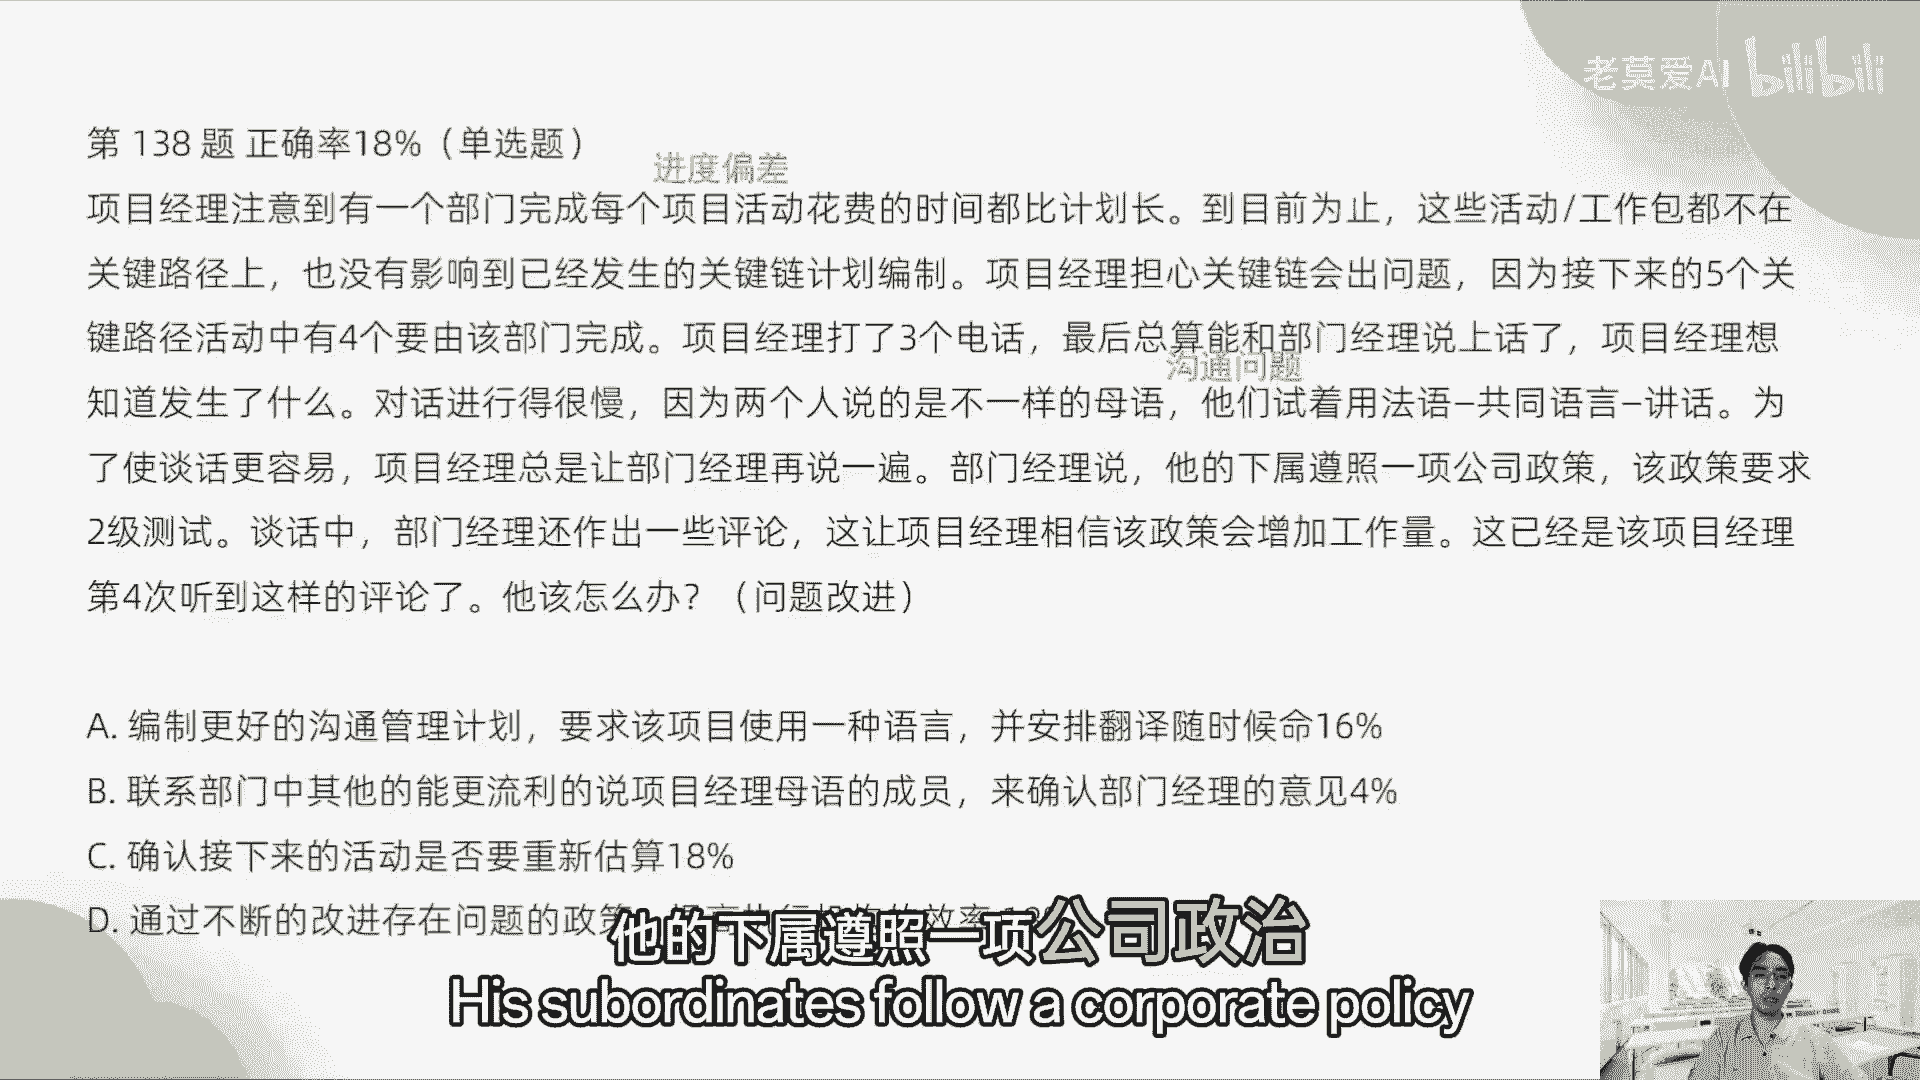 老莫爱AI bilibili
第 138 题 正确率18%（单选题）
进度偏差
项目经理注意到有一个部门完成每个项目活动花费的时间都比计划长。到目前为止，这些活动/工作包都不在
关键路径上，也没有影响到已经发生的关键链计划编制。项目经理担心关键链会出问题，因为接下来的5个关
键路径活动中有4个要由该部门完成。项目经理打了3个电话，最后总算能和部门经理说上话了，项目经理想
沟通问题
知道发生了什么。对话进行得很慢，因为两个人说的是不一样的母语，他们试着用法语–共同语言–讲话。为
了使谈话更容易，项目经理总是让部门经理再说一遍。部门经理说，他的下属遵照一项公司政策，该政策要求
2级测试。谈话中，部门经理还作出一些评论，这让项目经理相信该政策会增加工作量。这已经是该项目经理
第4次听到这样的评论了。他该怎么办？（问题改进）
A. 编制更好的沟通管理计划，要求该项目使用一种语言，并安排翻译随时候命16%
B. 联系部门中其他的能更流利的说项目经理母语的成员，来确认部门经理的意见4%
C. 确认接下来的活动是否要重新估算18%
D. 通过不断的改进存在问题的政策
他的下属遵照一项公司政治
His subordinates follow a corporate policy